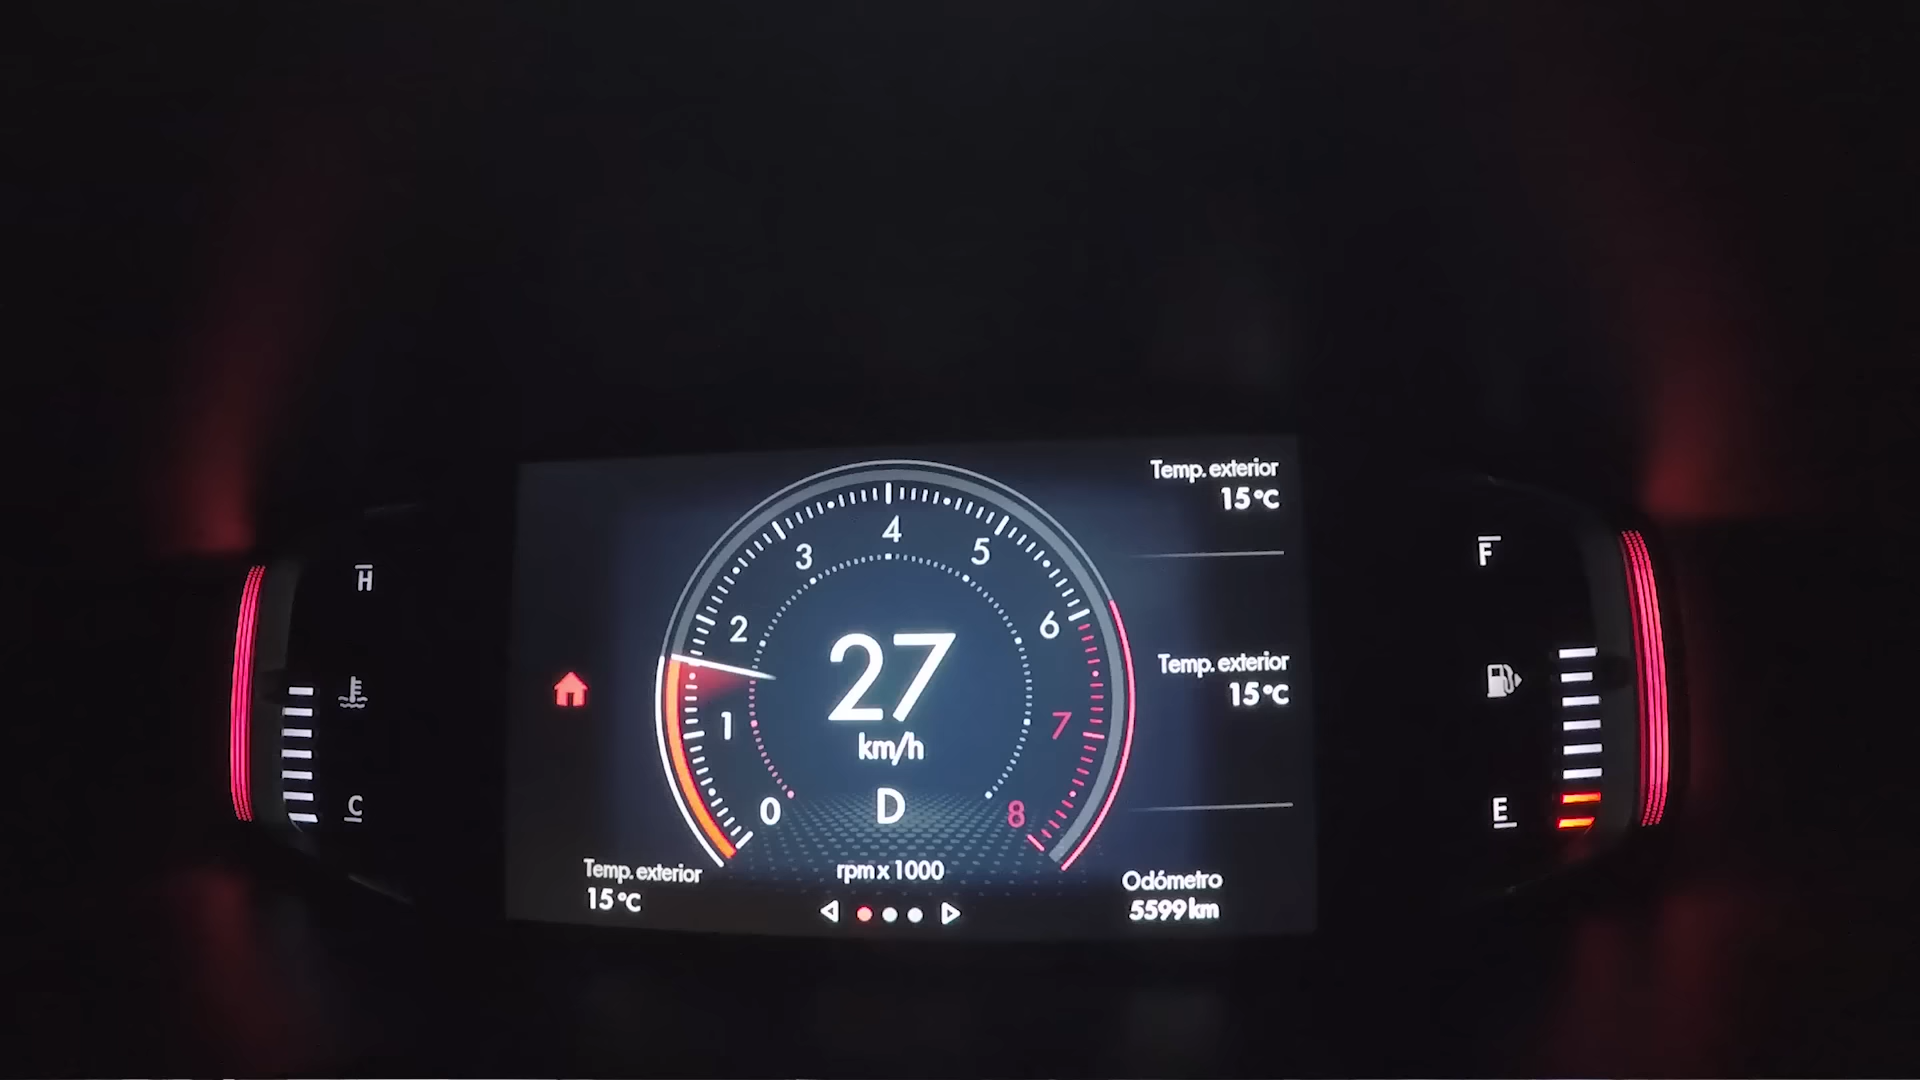 H
C
Temp. exterior
15°C
0
1
2
3
4
5
6
7
8
27
km/h
D
rpm x 1000
Temp. exterior
15°C
Temp. exterior
15°C
Odómetro
5599 km
F
E